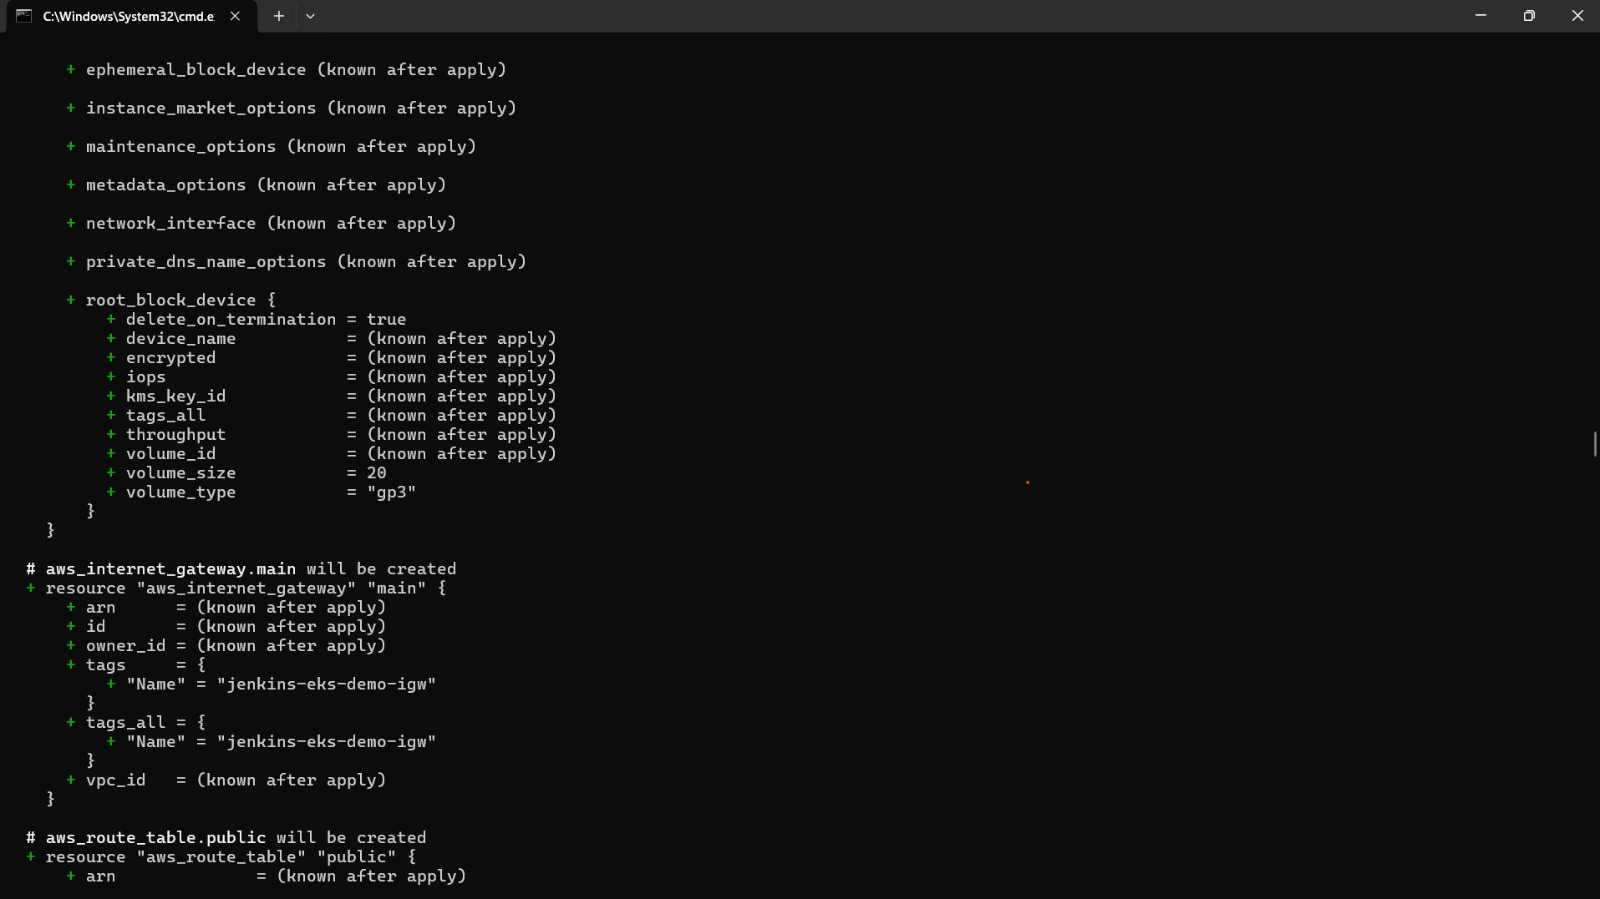 C:\Windows\System32\cmd.e
+ ephemeral_block_device (known after apply)
+ instance_market_options (known after apply)
+ maintenance_options (known after apply)
+ metadata_options (known after apply)
+ network_interface (known after apply)
+ private_dns_name_options (known after apply)
+ root_block_device {
+ delete_on_termination = true
+ device_name           = (known after apply)
+ encrypted             = (known after apply)
+ iops                  = (known after apply)
+ kms_key_id            = (known after apply)
+ tags_all              = (known after apply)
+ throughput            = (known after apply)
+ volume_id             = (known after apply)
+ volume_size           = 20
+ volume_type           = "gp3"
}
}
# aws_internet_gateway.main will be created
+ resource "aws_internet_gateway" "main" {
+ arn      = (known after apply)
+ id       = (known after apply)
+ owner_id = (known after apply)
+ tags     = {
+ "Name" = "jenkins-eks-demo-igw"
}
+ tags_all = {
+ "Name" = "jenkins-eks-demo-igw"
}
+ vpc_id   = (known after apply)
}
# aws_route_table.public will be created
+ resource "aws_route_table" "public" {
+ arn              = (known after apply)